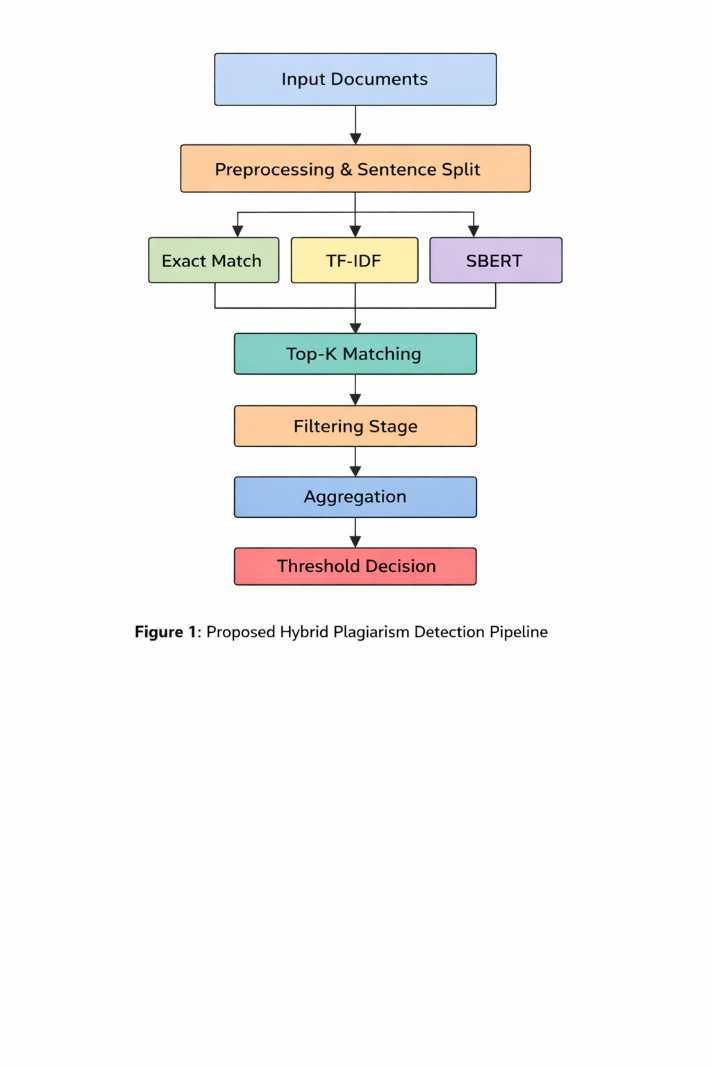 Input Documents
Preprocessing & Sentence Split
Exact Match
TF-IDF
SBERT
Top-K Matching
Filtering Stage
Aggregation
Threshold Decision
Figure 1: Proposed Hybrid Plagiarism Detection Pipeline